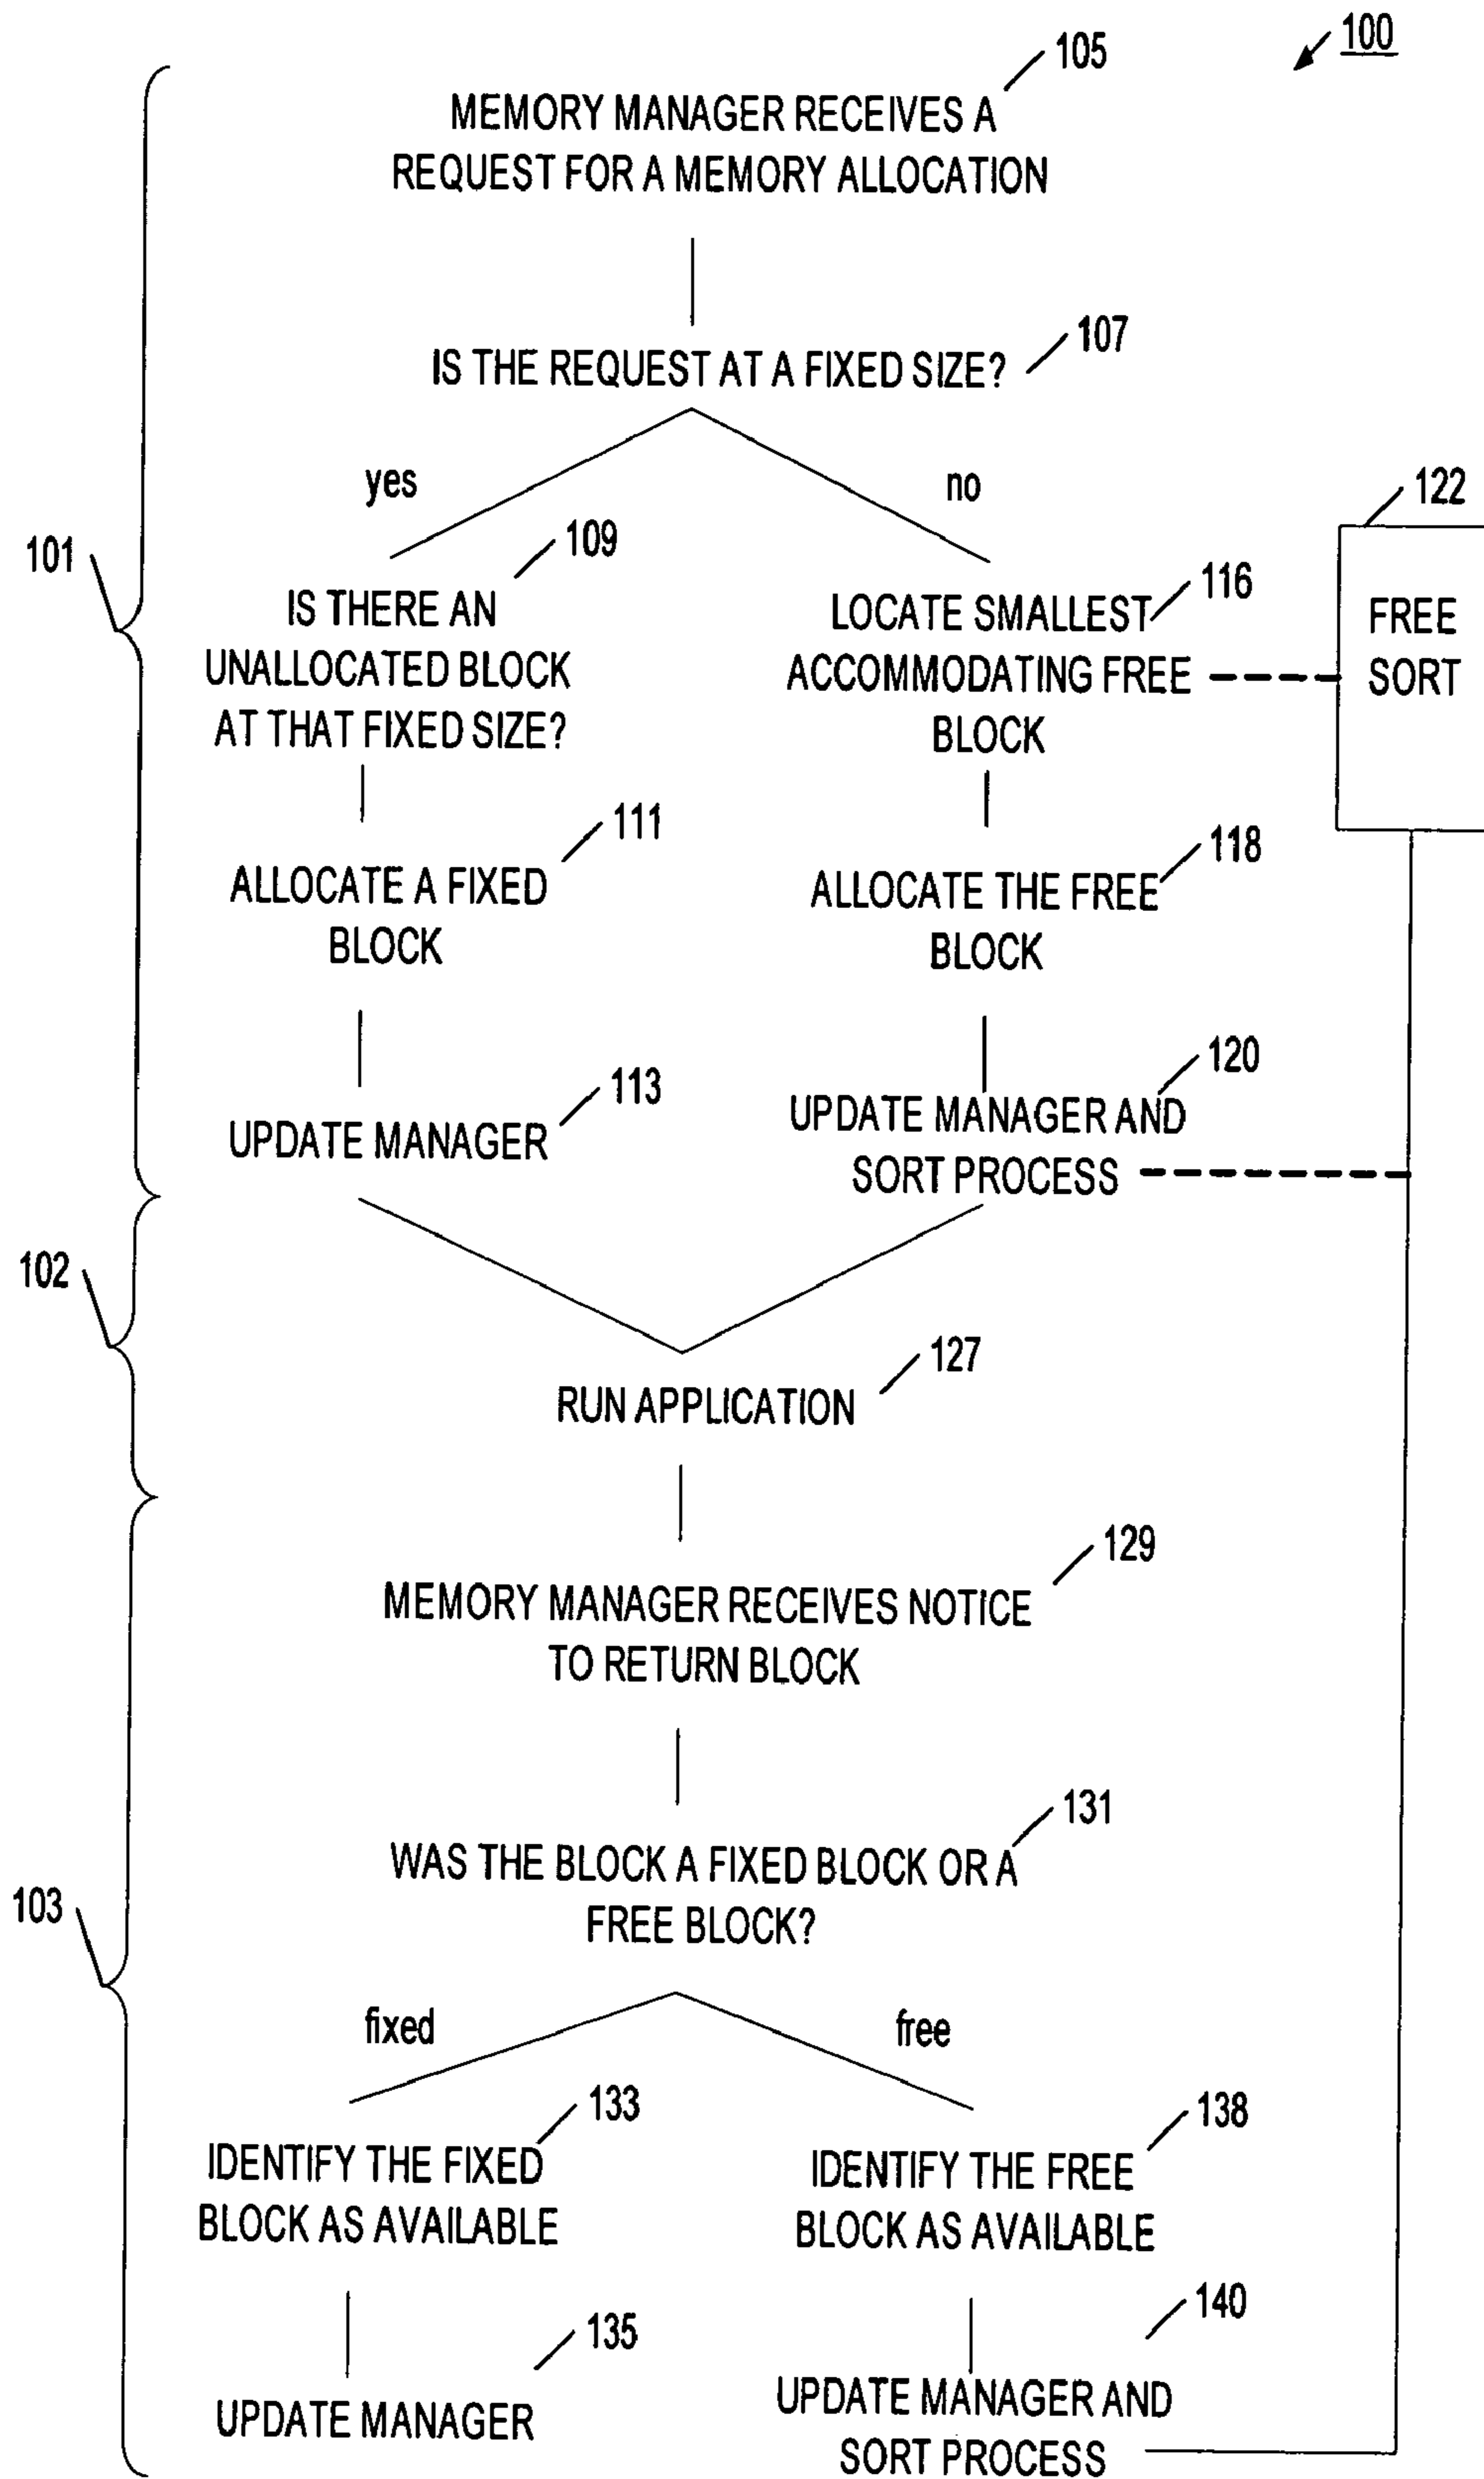 100
105
MEMORY MANAGER RECEIVES A
REQUEST FOR A MEMORY ALLOCATION
107
IS THE REQUEST AT A FIXED SIZE?
yes
no
122
FREE
SORT
101
109
IS THERE AN
UNALLOCATED BLOCK
AT THAT FIXED SIZE?
116
LOCATE SMALLEST
ACCOMMODATING FREE
BLOCK
111
ALLOCATE A FIXED
BLOCK
118
ALLOCATE THE FREE
BLOCK
113
UPDATE MANAGER
120
UPDATE MANAGER AND
SORT PROCESS
102
127
RUN APPLICATION
129
MEMORY MANAGER RECEIVES NOTICE
TO RETURN BLOCK
131
WAS THE BLOCK A FIXED BLOCK OR A
FREE BLOCK?
103
fixed
free
133
IDENTIFY THE FIXED
BLOCK AS AVAILABLE
138
IDENTIFY THE FREE
BLOCK AS AVAILABLE
135
UPDATE MANAGER
140
UPDATE MANAGER AND
SORT PROCESS